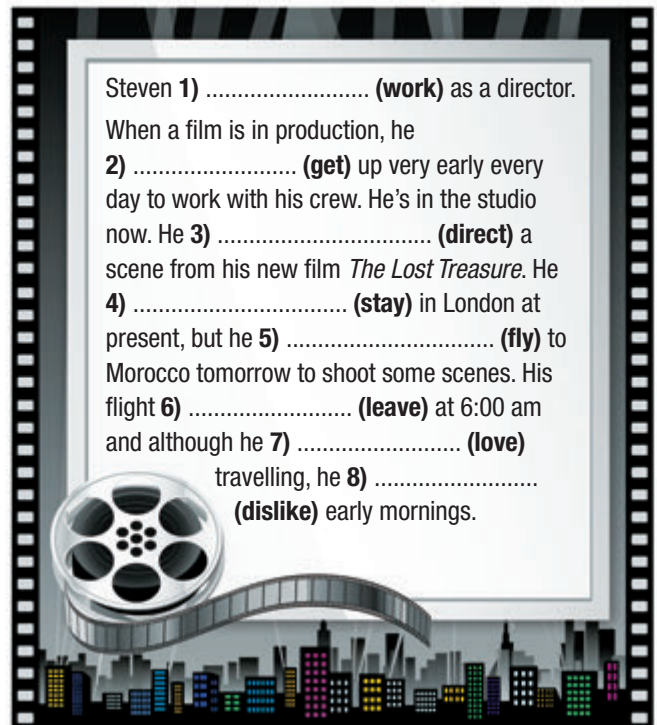 Steven 1) .......................... (work) as a director.
When a film is in production, he
2) .......................... (get) up very early every
day to work with his crew. He's in the studio
now. He 3) .................................. (direct) a
scene from his new film The Lost Treasure. He
4) .................................. (stay) in London at
present, but he 5) ................................. (fly) to
Morocco tomorrow to shoot some scenes. His
flight 6) .......................... (leave) at 6:00 am
and although he 7) .......................... (love)
travelling, he 8) ..........................
(dislike) early mornings.